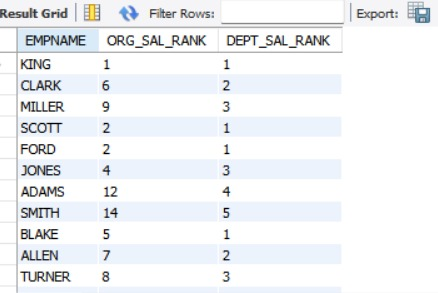 Result Grid Filter Rows: Export:
EMPNAME ORG_SAL_RANK DEPT_SAL_RANK
KING 1 1
CLARK 6 2
MILLER 9 3
SCOTT 2 1
FORD 2 1
JONES 4 3
ADAMS 12 4
SMITH 14 5
BLAKE 5 1
ALLEN 7 2
TURNER 8 3